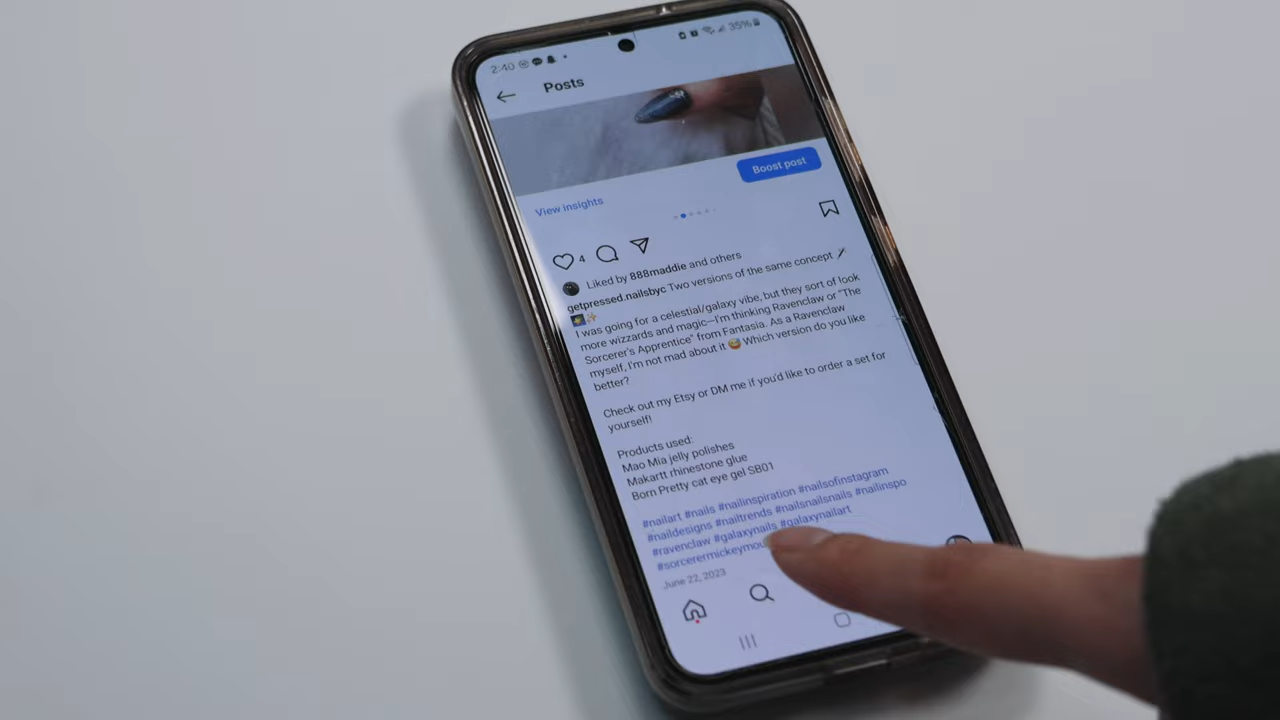 2:40
35%
Posts
Boost post
View insights
4
Liked by 888maddie and others
getpressed.nailsbyc Two versions of the same concept
I was going for a celestial/galaxy vibe, but they sort of look
more wizzards and magic—I'm thinking Ravenclaw or "The
Sorcerer's Apprentice" from Fantasia. As a Ravenclaw
myself, I'm not mad about it 😅 Which version do you like
better?
Check out my Etsy or DM me if you'd like to order a set for
yourself!
Products used:
Mao Mia jelly polishes
Makartt rhinestone glue
Born Pretty cat eye gel SB01
#nailart #nails #nailinspiration #nailsofinstagram
#naildesigns #nailtrends #nailsnailsnails #nailinspo
#ravenclaw #galaxynails #galaxynailart
#sorcerermickeymou
June 22, 2023